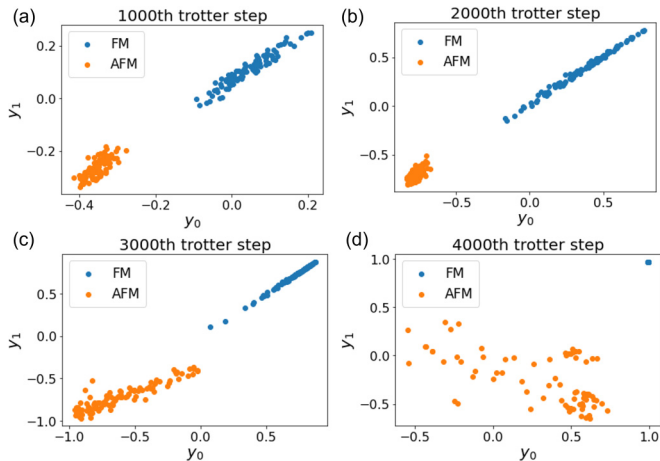 (a)
1000th trotter step
FM
AFM
0.2
0.0
−0.2
y1
−0.4
−0.2
0.0
0.2
y0
(b)
2000th trotter step
FM
AFM
0.5
0.0
−0.5
y1
−0.5
0.0
0.5
y0
(c)
3000th trotter step
FM
AFM
0.5
0.0
−0.5
−1.0
y1
−1.0
−0.5
0.0
0.5
y0
(d)
4000th trotter step
FM
AFM
1.0
0.5
0.0
−0.5
y1
−0.5
0.0
0.5
1.0
y0